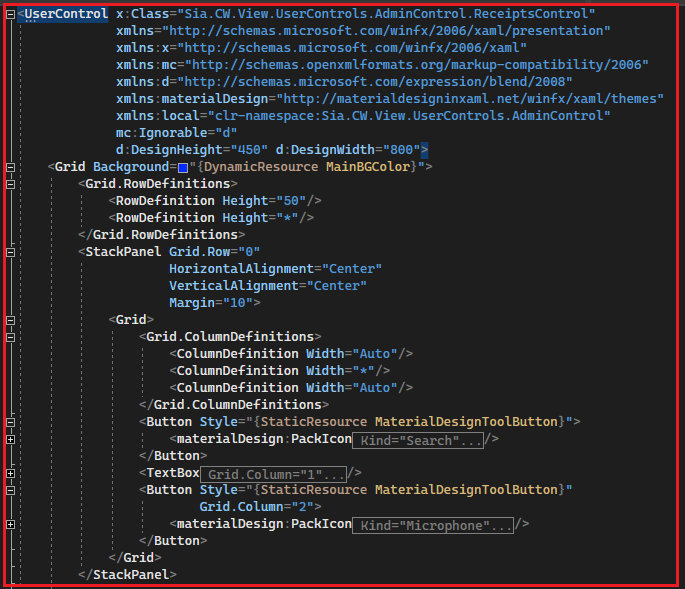 <UserControl x:Class="Sia.CW.View.UserControls.AdminControl.ReceiptsControl"
xmlns="http://schemas.microsoft.com/winfx/2006/xaml/presentation"
xmlns:x="http://schemas.microsoft.com/winfx/2006/xaml"
xmlns:mc="http://schemas.openxmlformats.org/markup-compatibility/2006"
xmlns:d="http://schemas.microsoft.com/expression/blend/2008"
xmlns:materialDesign="http://materialdesigninxaml.net/winfx/xaml/themes"
xmlns:local="clr-namespace:Sia.CW.View.UserControls.AdminControl"
mc:Ignorable="d"
d:DesignHeight="450" d:DesignWidth="800">
<Grid Background="{DynamicResource MainBGColor}">
<Grid.RowDefinitions>
<RowDefinition Height="50"/>
<RowDefinition Height="*"/>
</Grid.RowDefinitions>
<StackPanel Grid.Row="0"
HorizontalAlignment="Center"
VerticalAlignment="Center"
Margin="10">
<Grid>
<Grid.ColumnDefinitions>
<ColumnDefinition Width="Auto"/>
<ColumnDefinition Width="*"/>
<ColumnDefinition Width="Auto"/>
</Grid.ColumnDefinitions>
<Button Style="{StaticResource MaterialDesignToolButton}">
<materialDesign:PackIcon Kind="Search".../>
</Button>
<TextBox Grid.Column="1".../>
<Button Style="{StaticResource MaterialDesignToolButton}"
Grid.Column="2">
<materialDesign:PackIcon Kind="Microphone".../>
</Button>
</Grid>
</StackPanel>